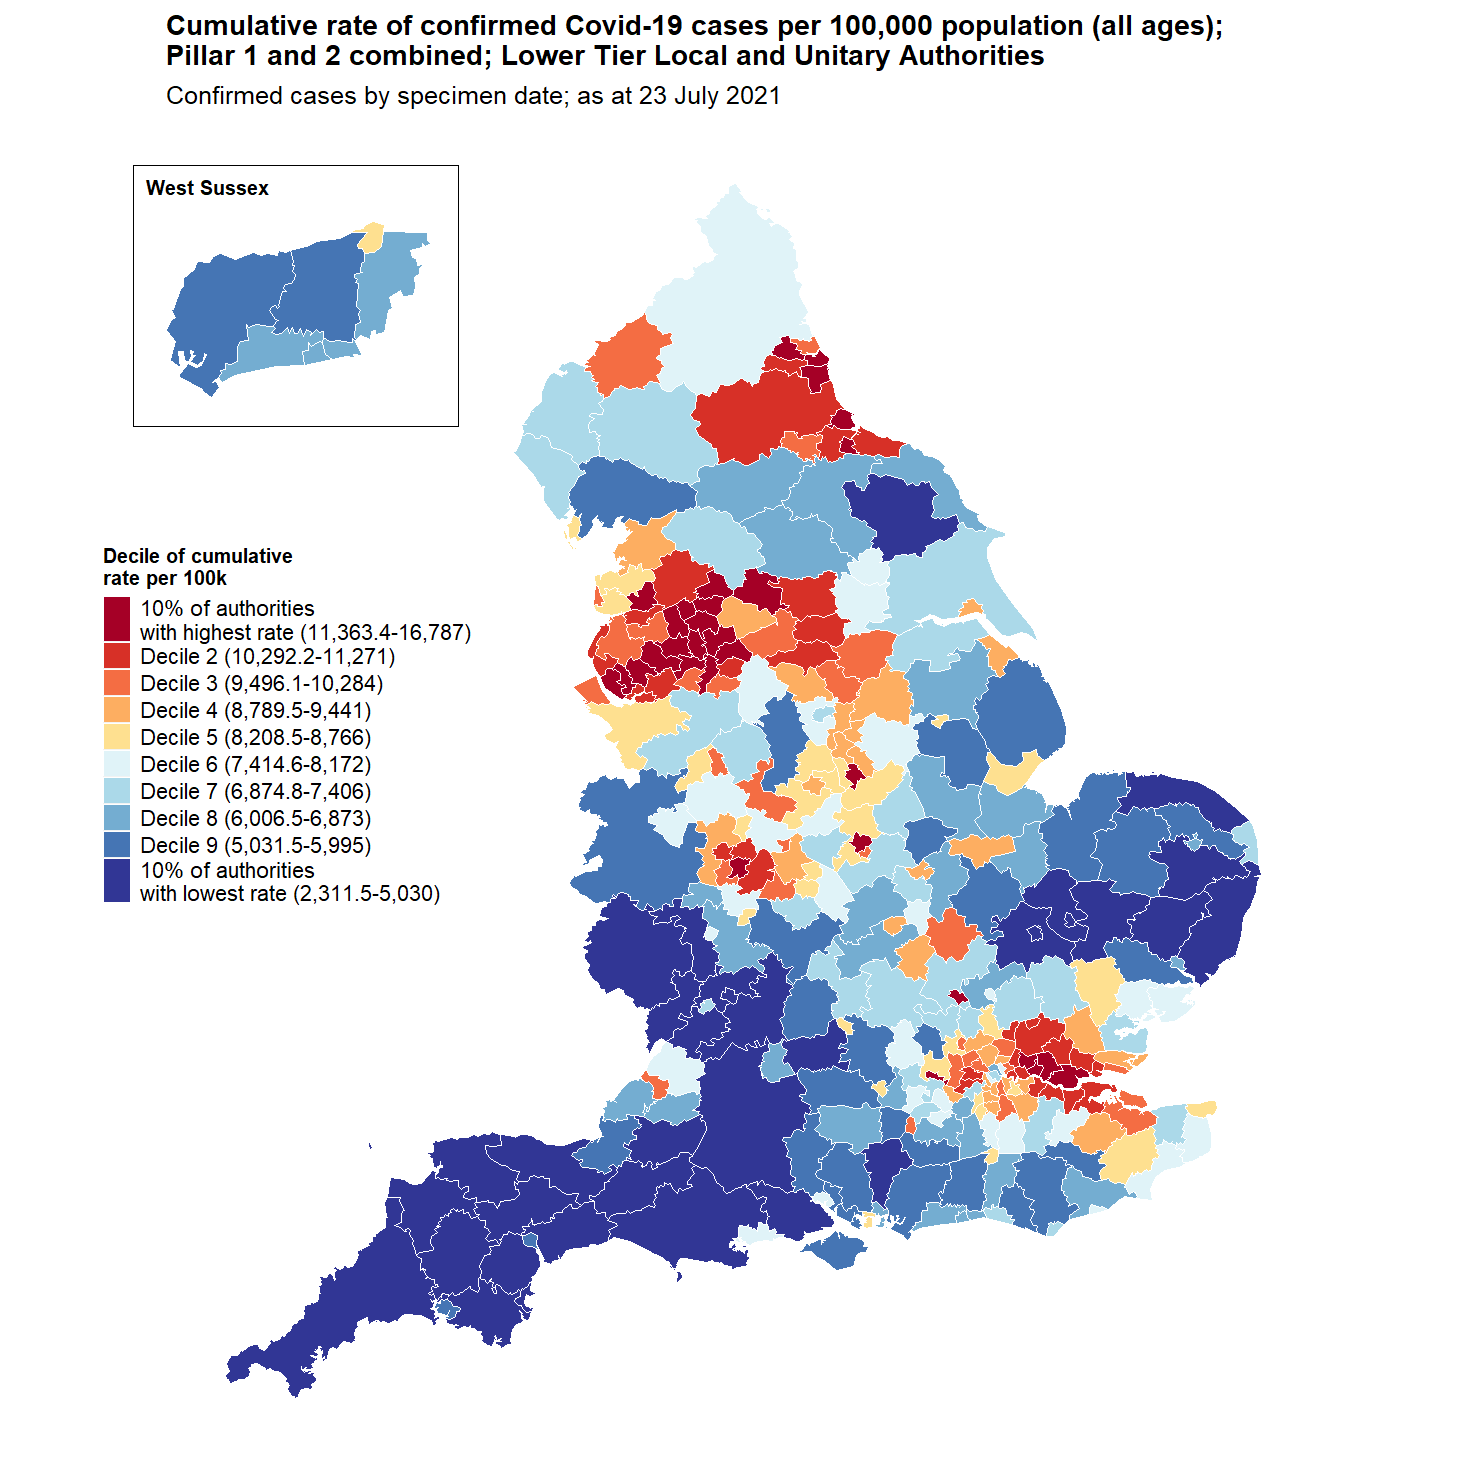 Cumulative rate of confirmed Covid-19 cases per 100,000 population (all ages);
Pillar 1 and 2 combined; Lower Tier Local and Unitary Authorities
Confirmed cases by specimen date; as at 23 July 2021
West Sussex
Decile of cumulative
rate per 100k
10% of authorities
with highest rate (11,363.4-16,787)
Decile 2 (10,292.2-11,271)
Decile 3 (9,496.1-10,284)
Decile 4 (8,789.5-9,441)
Decile 5 (8,208.5-8,766)
Decile 6 (7,414.6-8,172)
Decile 7 (6,874.8-7,406)
Decile 8 (6,006.5-6,873)
Decile 9 (5,031.5-5,995)
10% of authorities
with lowest rate (2,311.5-5,030)